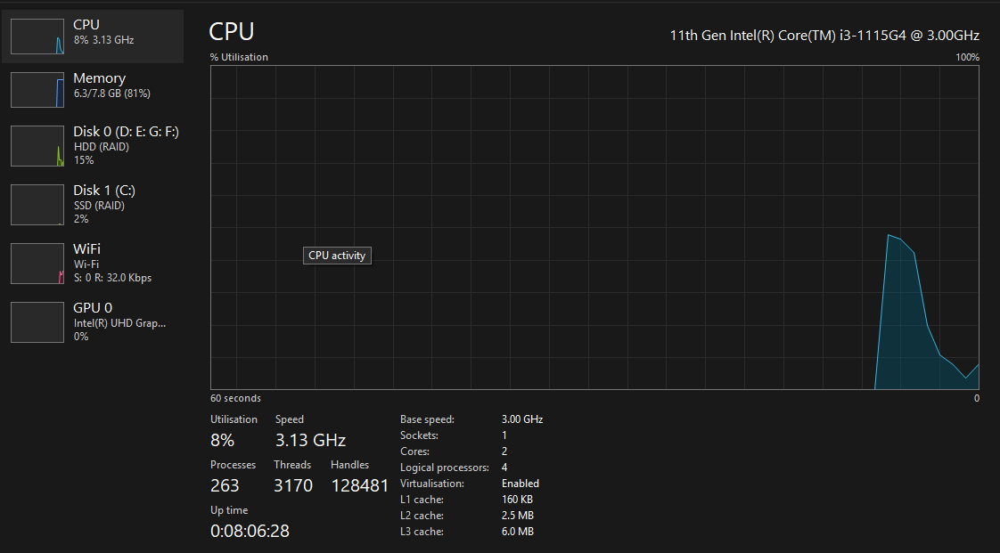 CPU
8% 3.13 GHz
Memory
6.3/7.8 GB (81%)
Disk 0 (D: E: G: F:)
HDD (RAID)
15%
Disk 1 (C:)
SSD (RAID)
2%
WiFi
Wi-Fi
S: 0 R: 32.0 Kbps
GPU 0
Intel(R) UHD Grap...
0%
CPU
11th Gen Intel(R) Core(TM) i3-1115G4 @ 3.00GHz
% Utilisation 100%
CPU activity
60 seconds 0
Utilisation Speed
8% 3.13 GHz
Processes Threads Handles
263 3170 128481
Up time
0:08:06:28
Base speed: 3.00 GHz
Sockets: 1
Cores: 2
Logical processors: 4
Virtualisation: Enabled
L1 cache: 160 KB
L2 cache: 2.5 MB
L3 cache: 6.0 MB